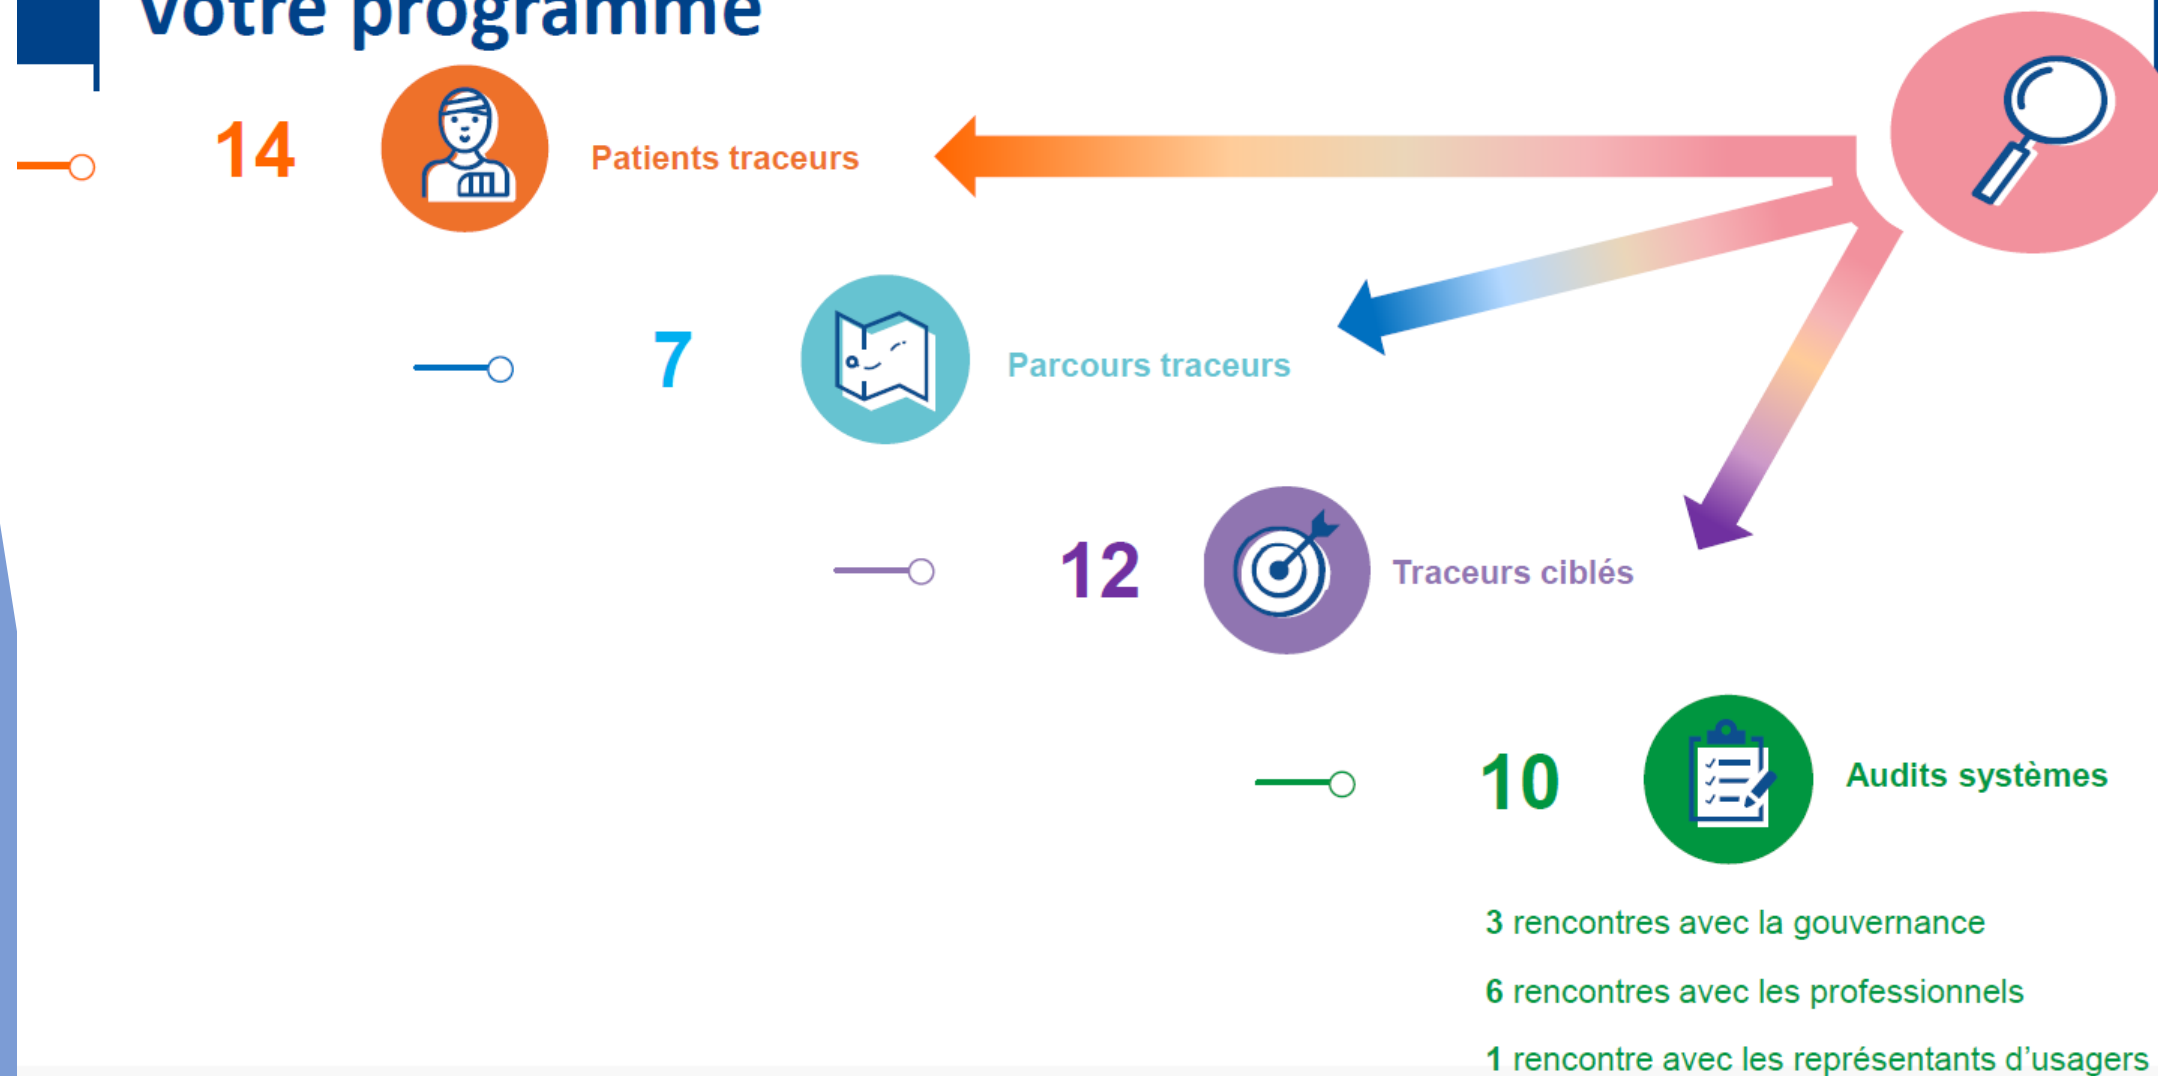 Votre programme
14 Patients traceurs
7 Parcours traceurs
12 Traceurs ciblés
10 Audits systèmes
3 rencontres avec la gouvernance
6 rencontres avec les professionnels
1 rencontre avec les représentants d'usagers